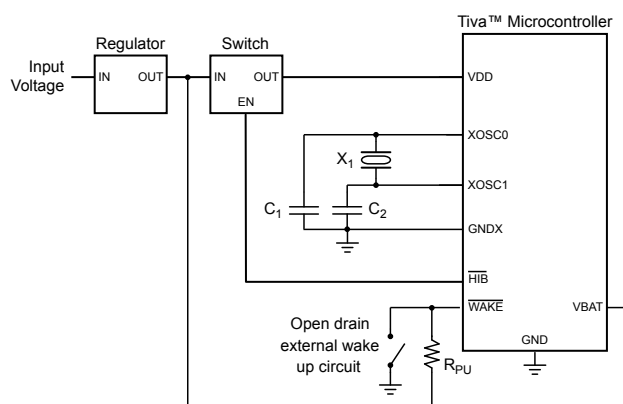 Tiva™ Microcontroller
Regulator
Switch
Input
Voltage
IN
OUT
IN
OUT
EN
VDD
XOSC0
X1
XOSC1
C1
C2
GNDX
HIB
WAKE
VBAT
Open drain
external wake
up circuit
RPU
GND